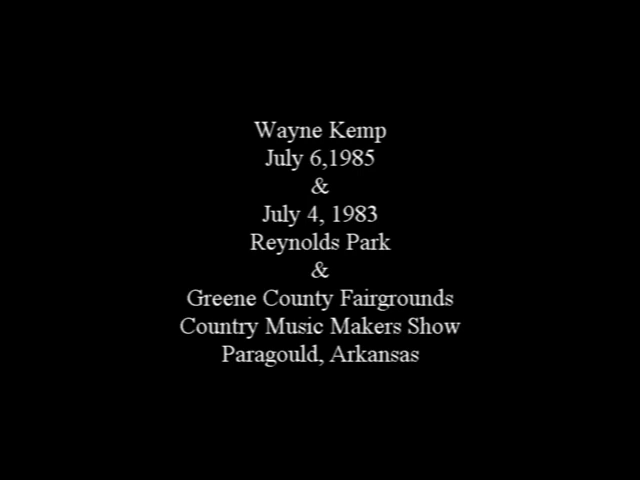 Wayne Kemp
July 6,1985
&
July 4, 1983
Reynolds Park
&
Greene County Fairgrounds
Country Music Makers Show
Paragould, Arkansas